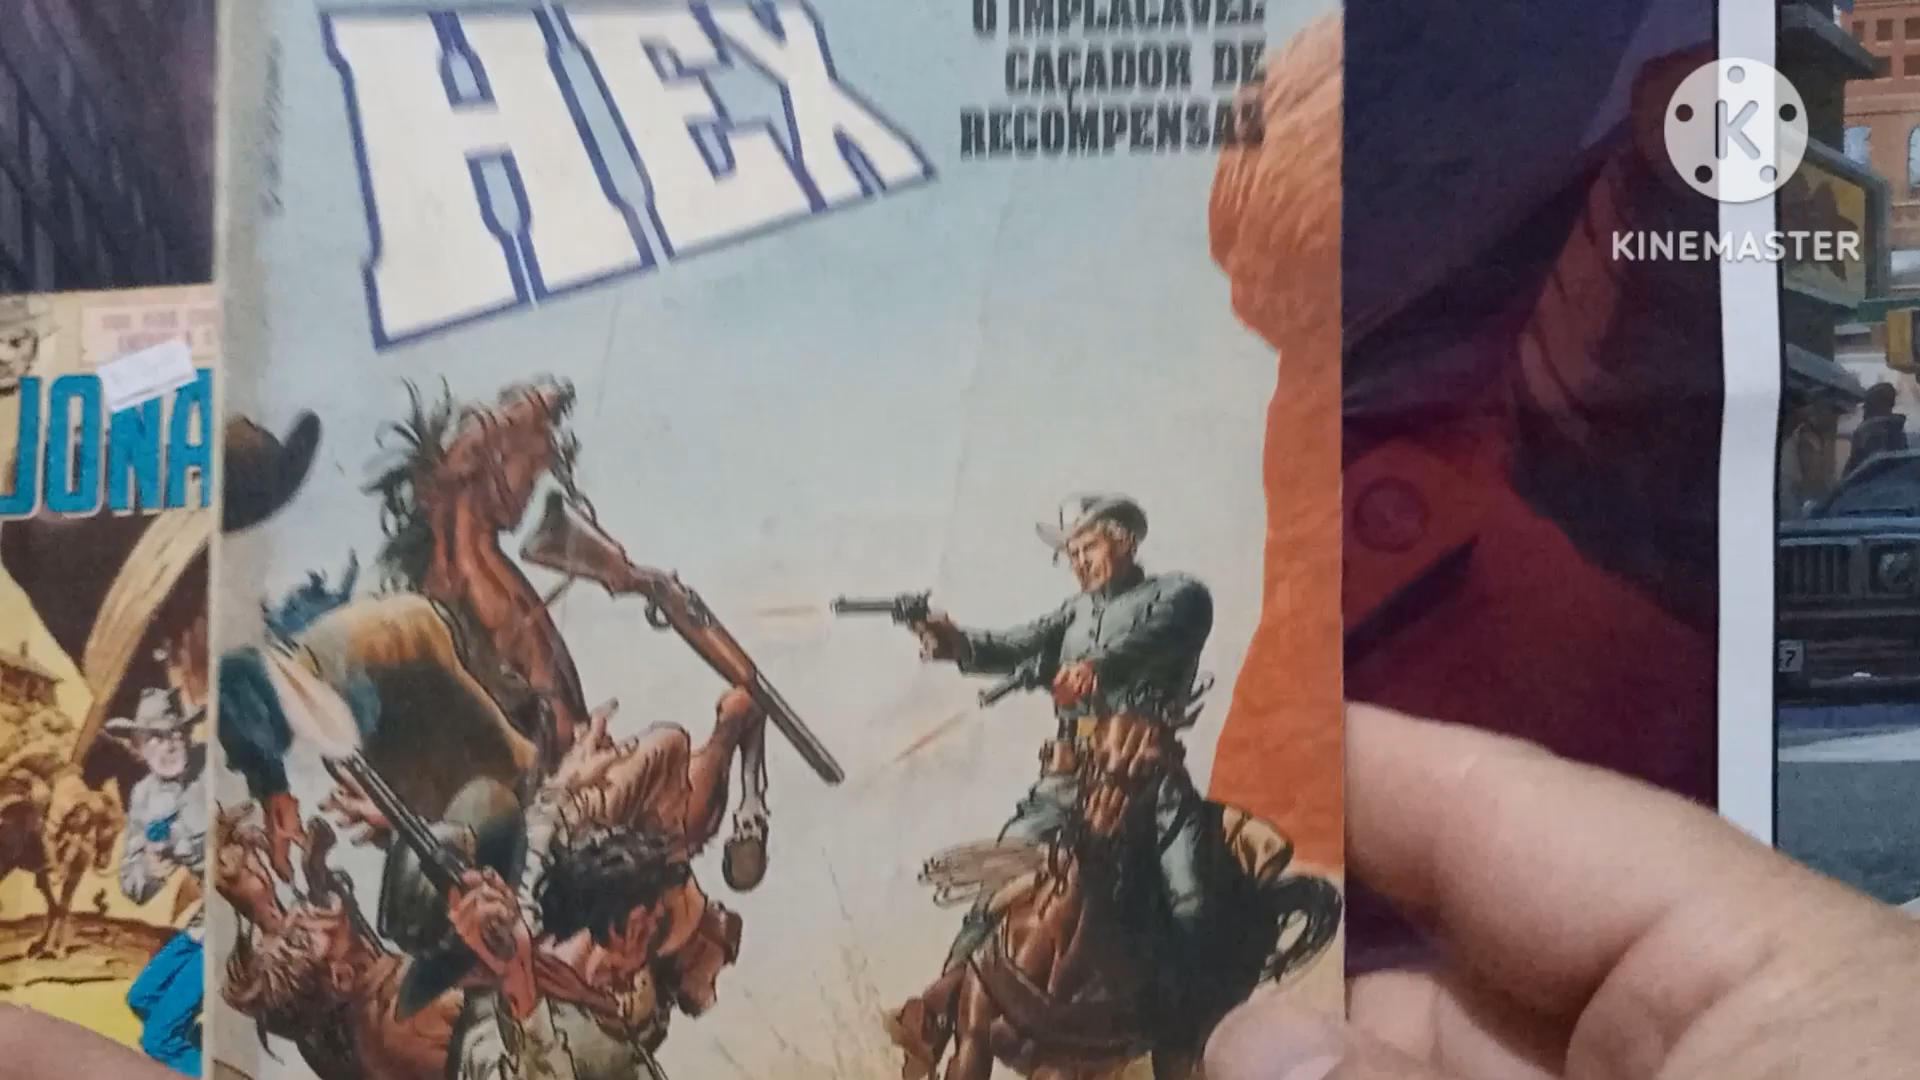 HEX
O IMPLACÁVEL
CAÇADOR DE
RECOMPENSAS
K
KINEMASTER
JONA